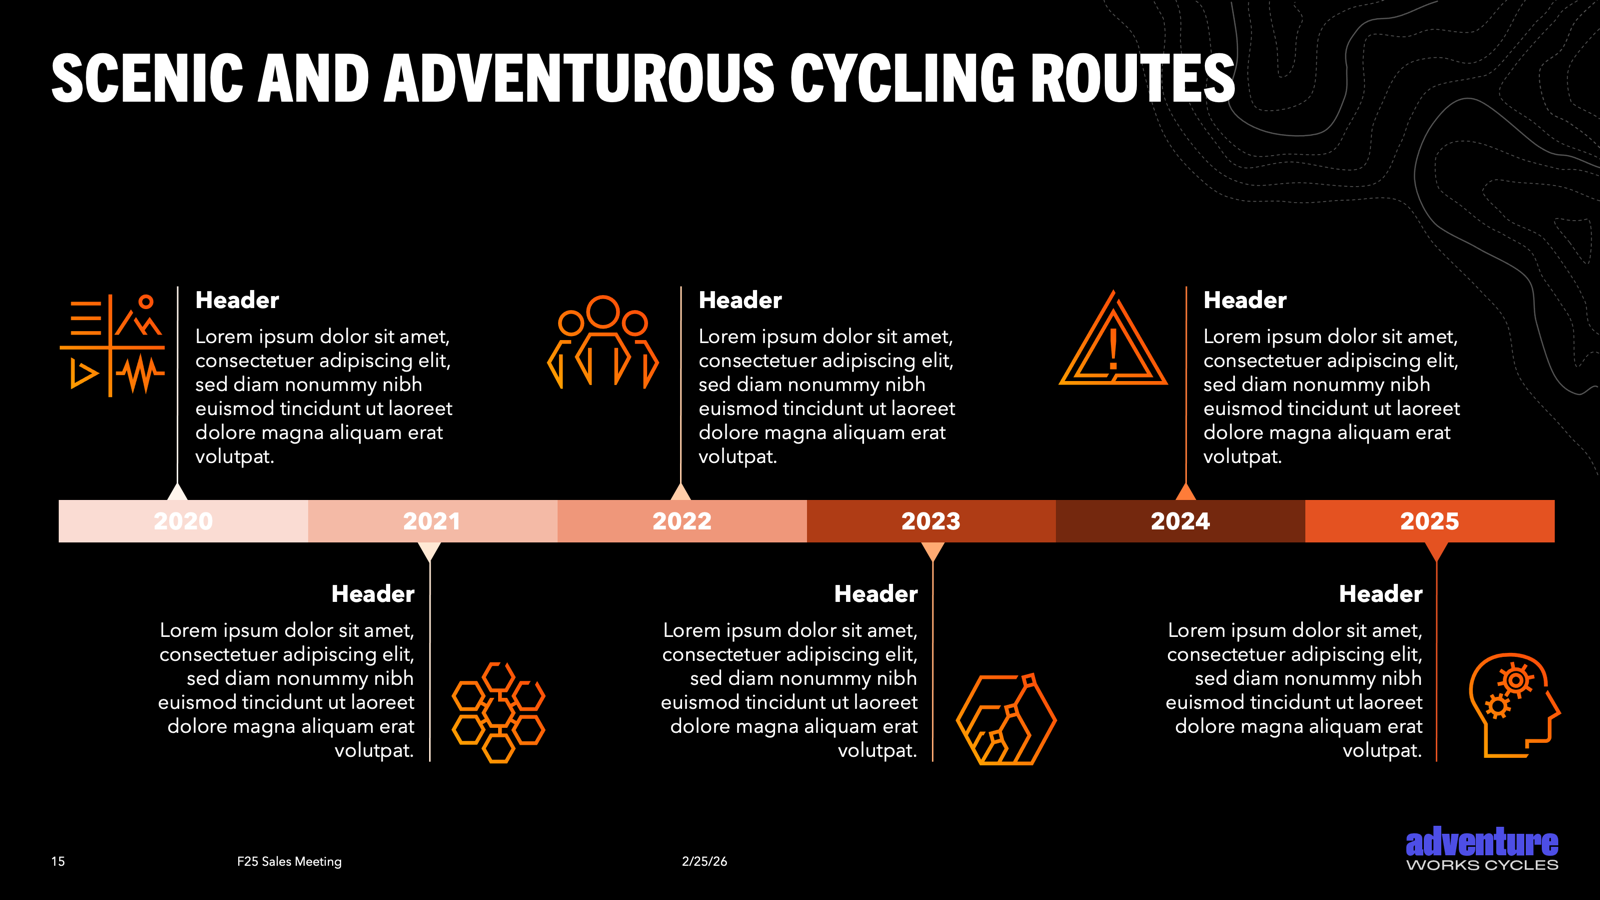 SCENIC AND ADVENTUROUS CYCLING ROUTES
Header
Lorem ipsum dolor sit amet,
consectetuer adipiscing elit,
sed diam nonummy nibh
euismod tincidunt ut laoreet
dolore magna aliquam erat
volutpat.
Header
Lorem ipsum dolor sit amet,
consectetuer adipiscing elit,
sed diam nonummy nibh
euismod tincidunt ut laoreet
dolore magna aliquam erat
volutpat.
Header
Lorem ipsum dolor sit amet,
consectetuer adipiscing elit,
sed diam nonummy nibh
euismod tincidunt ut laoreet
dolore magna aliquam erat
volutpat.
2020
2021
2022
2023
2024
2025
Header
Lorem ipsum dolor sit amet,
consectetuer adipiscing elit,
sed diam nonummy nibh
euismod tincidunt ut laoreet
dolore magna aliquam erat
volutpat.
Header
Lorem ipsum dolor sit amet,
consectetuer adipiscing elit,
sed diam nonummy nibh
euismod tincidunt ut laoreet
dolore magna aliquam erat
volutpat.
Header
Lorem ipsum dolor sit amet,
consectetuer adipiscing elit,
sed diam nonummy nibh
euismod tincidunt ut laoreet
dolore magna aliquam erat
volutpat.
15
F25 Sales Meeting
2/25/26
adventure
WORKS CYCLES